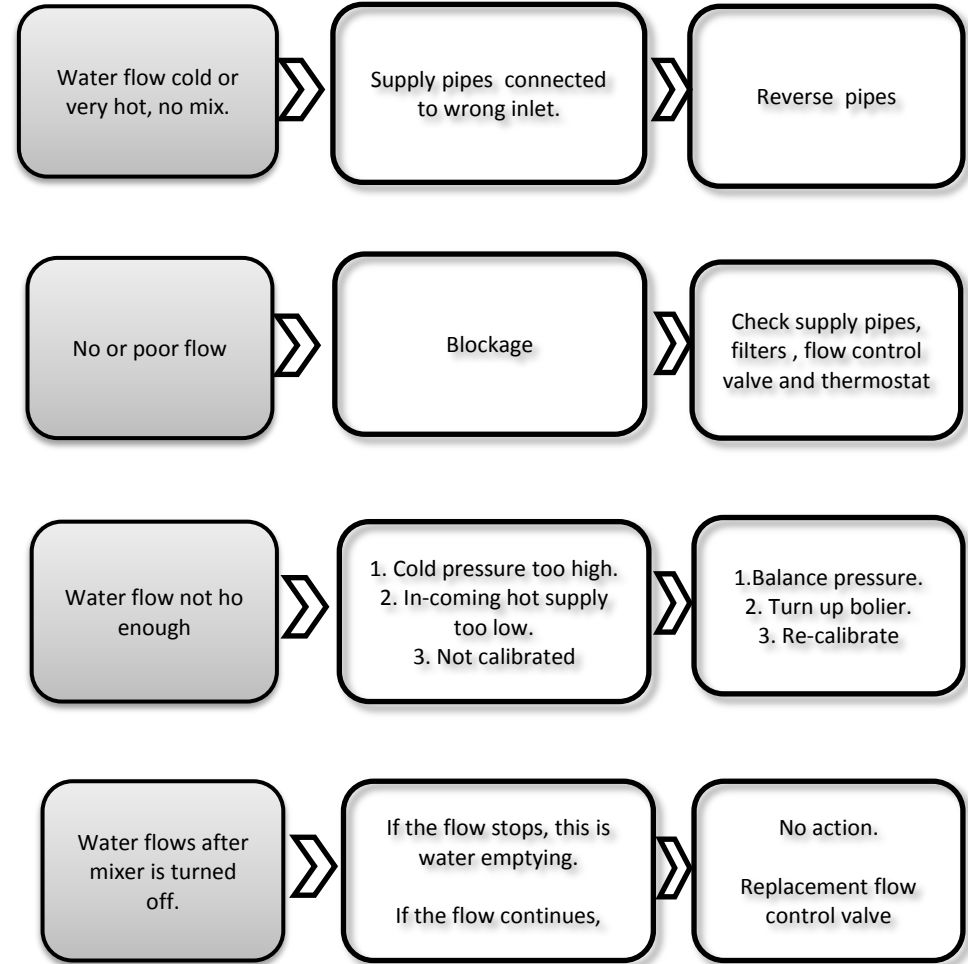 Water flow cold or
very hot, no mix.
Supply pipes connected
to wrong inlet.
Reverse pipes
No or poor flow
Blockage
Check supply pipes,
filters , flow control
valve and thermostat
Water flow not ho
enough
1. Cold pressure too high.
2. In-coming hot supply
too low.
3. Not calibrated
1.Balance pressure.
2. Turn up bolier.
3. Re-calibrate
Water flows after
mixer is turned
off.
If the flow stops, this is
water emptying.
If the flow continues,
No action.
Replacement flow
control valve